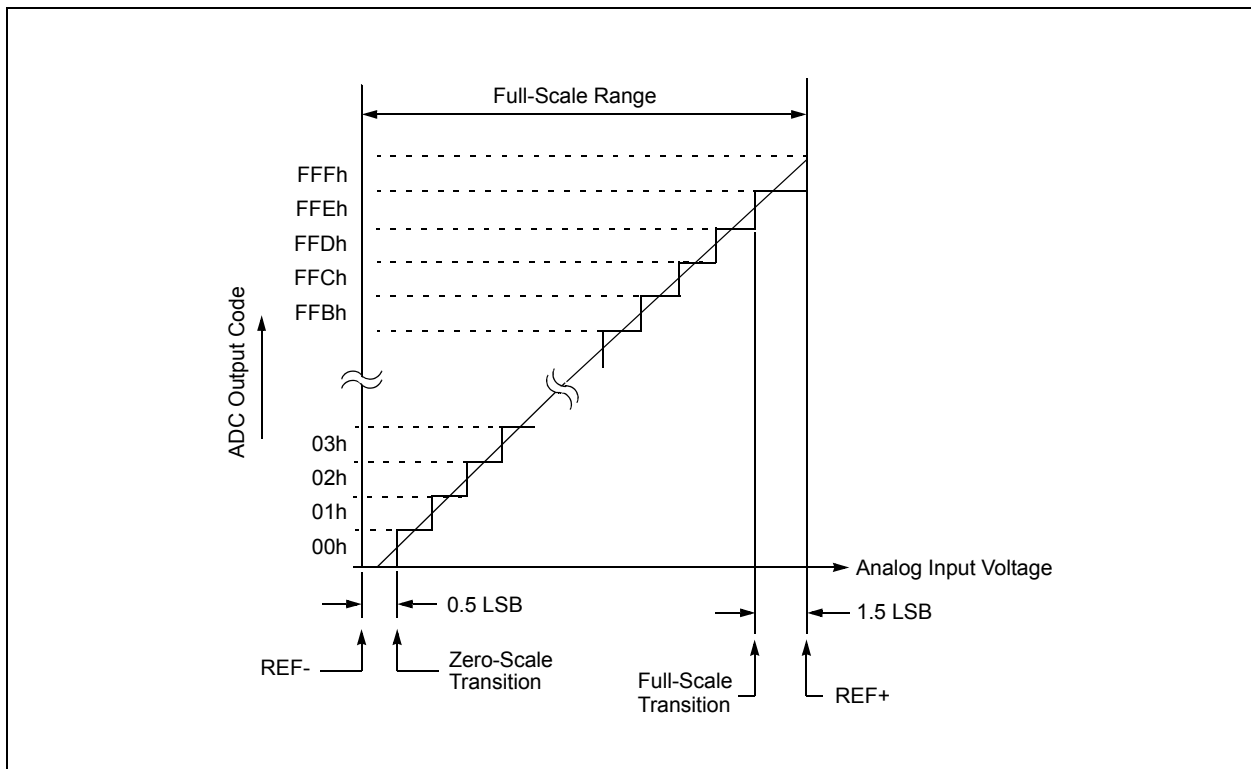 Full-Scale Range
FFFh
FFEh
FFDh
FFCh
FFBh
ADC Output Code
03h
02h
01h
00h
Analog Input Voltage
0.5 LSB
1.5 LSB
REF-
Zero-Scale
Transition
Full-Scale
Transition
REF+